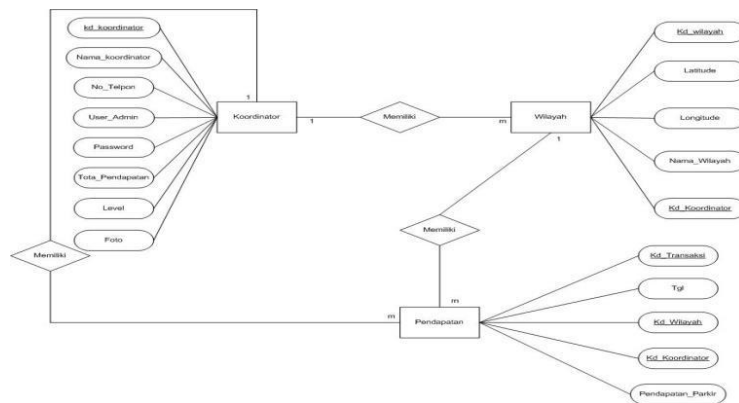 kd_koordinator
Nama_koordinator
No_Telpon
User_Admin
Password
Tota_Pendapatan
Level
Foto
1
Koordinator
1
Memiliki
m
Wilayah
1
Kd_wilayah
Latitude
Longitude
Nama_Wilayah
Kd_Koordinator
Memiliki
Memiliki
m
m
Pendapatan
Kd_Transaksi
Tgl
Kd_Wilayah
Kd_Koordinator
Pendapatan_Parkir